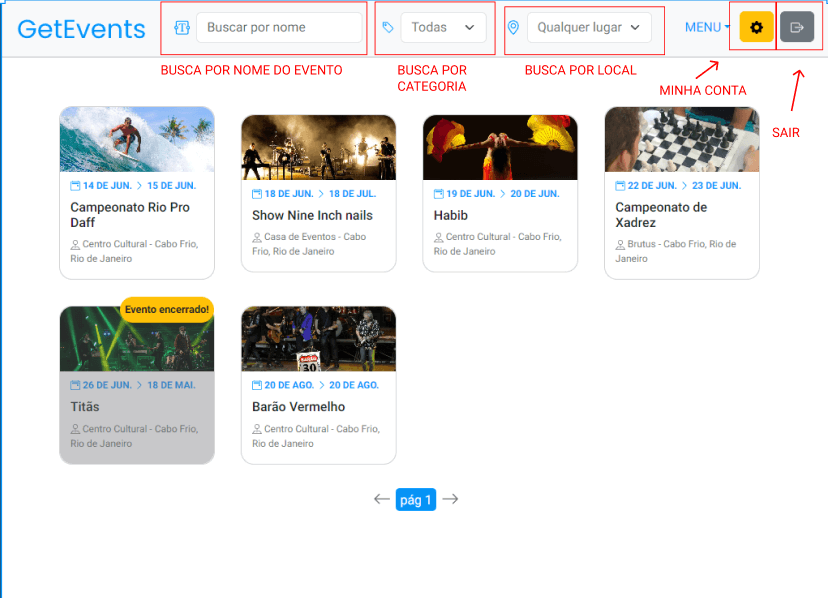 GetEvents
Buscar por nome
Todas
Qualquer lugar
MENU
BUSCA POR NOME DO EVENTO
BUSCA POR
CATEGORIA
BUSCA POR LOCAL
MINHA CONTA
SAIR
14 DE JUN. > 15 DE JUN.
Campeonato Rio Pro
Daff
Centro Cultural - Cabo Frio,
Rio de Janeiro
18 DE JUN. > 18 DE JUL.
Show Nine Inch nails
Casa de Eventos - Cabo
Frio, Rio de Janeiro
19 DE JUN. > 20 DE JUN.
Habib
Centro Cultural - Cabo Frio,
Rio de Janeiro
22 DE JUN. > 23 DE JUN.
Campeonato de
Xadrez
Brutus - Cabo Frio, Rio de
Janeiro
Evento encerrado!
26 DE JUN. > 18 DE MAI.
Titãs
Centro Cultural - Cabo Frio,
Rio de Janeiro
30
20 DE AGO. > 20 DE AGO.
Barão Vermelho
Centro Cultural - Cabo Frio,
Rio de Janeiro
pág 1